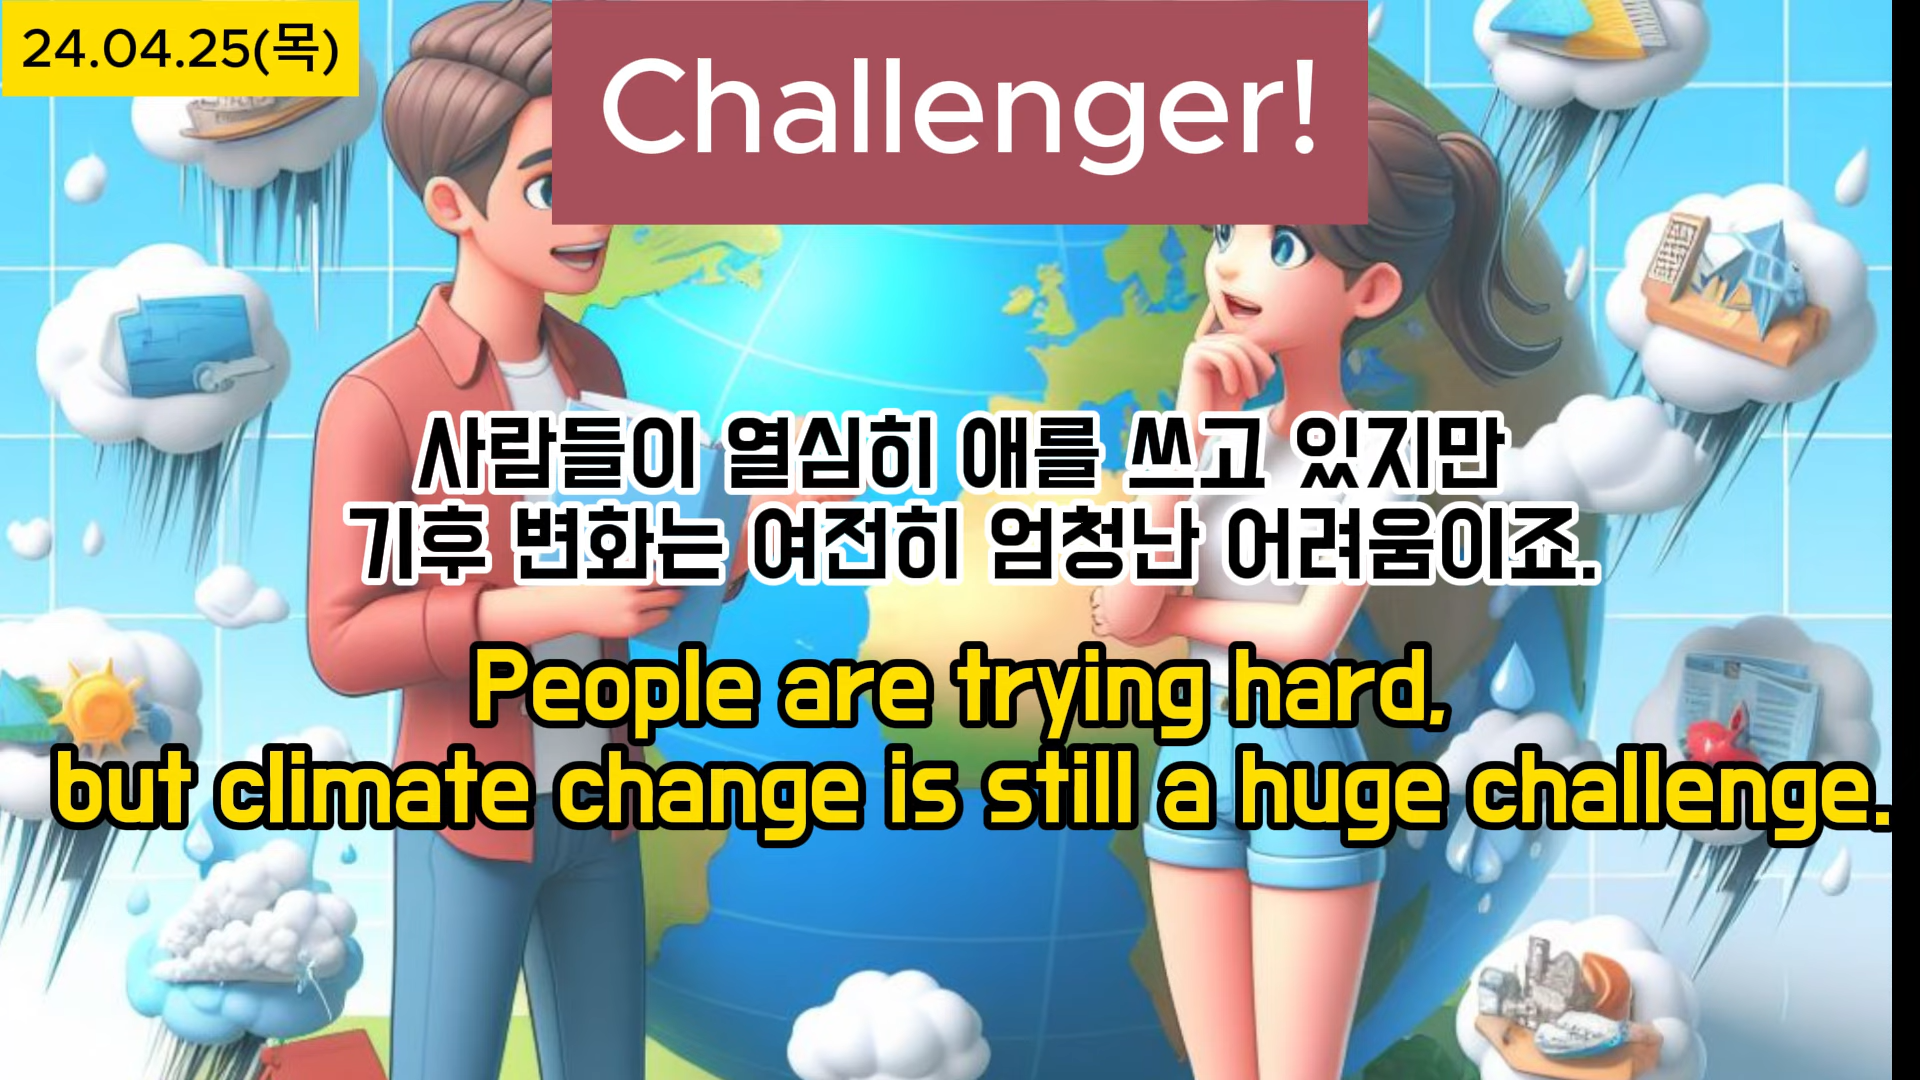 24.04.25(목)
Challenger!
사람들이 열심히 애를 쓰고 있지만
기후 변화는 여전히 엄청난 어려움이죠.
People are trying hard,
but climate change is still a huge challenge.